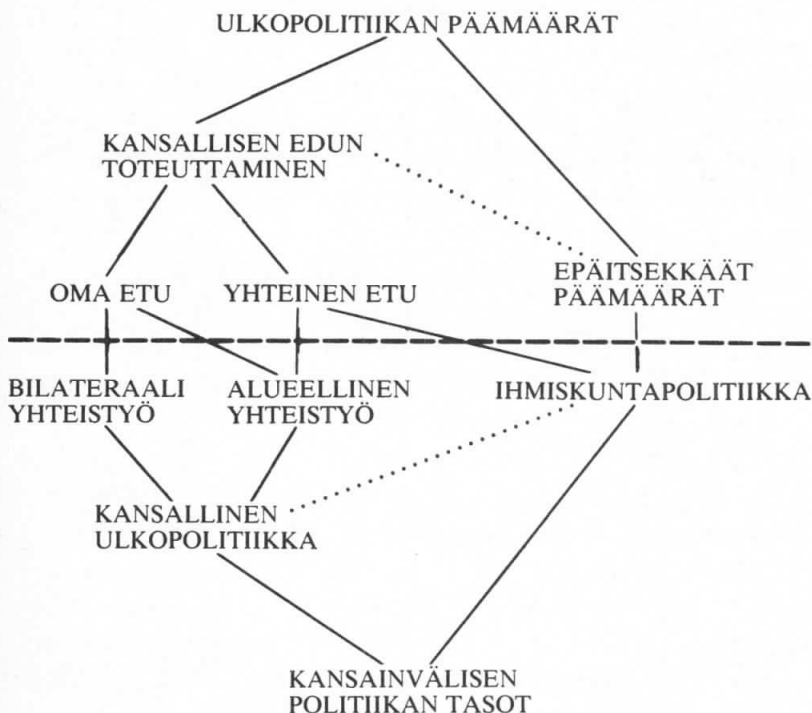 ULKOPOLITIIKAN PÄÄMÄÄRÄT
KANSALLISEN EDUN
TOTEUTTAMINEN
EPÄITSEKKÄÄT
PÄÄMÄÄRÄT
OMA ETU
YHTEINEN ETU
BILATERAALI
YHTEISTYÖ
ALUEELLINEN
YHTEISTYÖ
IHMISKUNTAPOLITIIKKA
KANSALLINEN
ULKOPOLITIIKKA
KANSAINVÄLISEN
POLITIIKAN TASOT